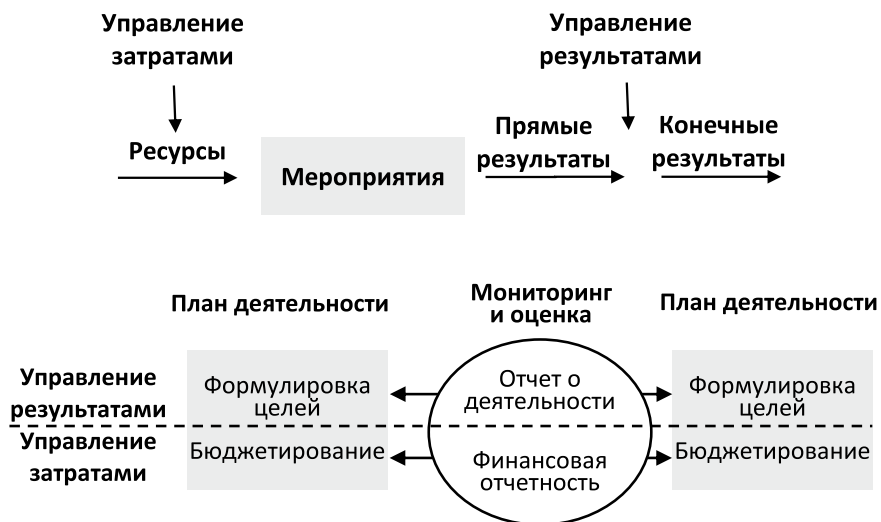 Управление
затратами
Управление
результатами
Ресурсы
Мероприятия
Прямые
результаты
Конечные
результаты
План деятельности
Мониторинг
и оценка
План деятельности
Управление
результатами
Формулировка
целей
Отчет о
деятельности
Формулировка
целей
Управление
затратами
Бюджетирование
Финансовая
отчетность
Бюджетирование